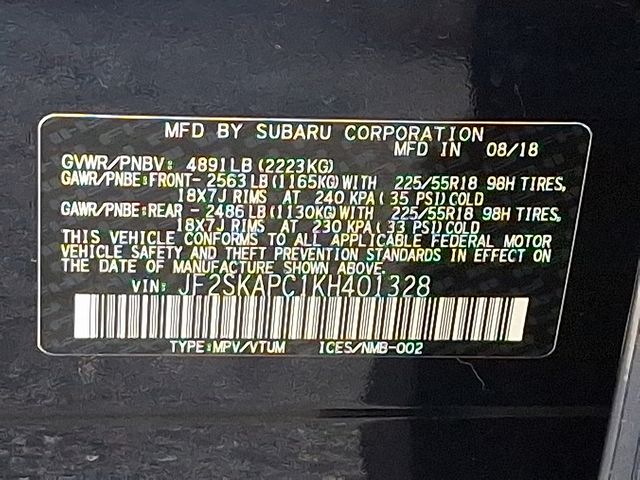 MFD BY SUBARU CORPORATION
MFD IN 08/18
GVWR/PNBV: 4891LB (2223KG)
GAWR/PNBE:FRONT- 2563LB (1165KG) WITH 225/55R18 98H TIRES,
18X7J RIMS AT 240 KPA ( 35 PSI) COLD
GAWR/PNBE:REAR - 2486LB (1130KG) WITH 225/55R18 98H TIRES,
18X7J RIMS AT 230 KPA ( 33 PSI) COLD
THIS VEHICLE CONFORMS TO ALL APPLICABLE FEDERAL MOTOR
VEHICLE SAFETY AND THEFT PREVENTION STANDARDS IN EFFECT ON
THE DATE OF MANUFACTURE SHOWN ABOVE.
VIN: JF2SKAPC1KH401328
TYPE:MPV/VTUM ICES/NMB-002